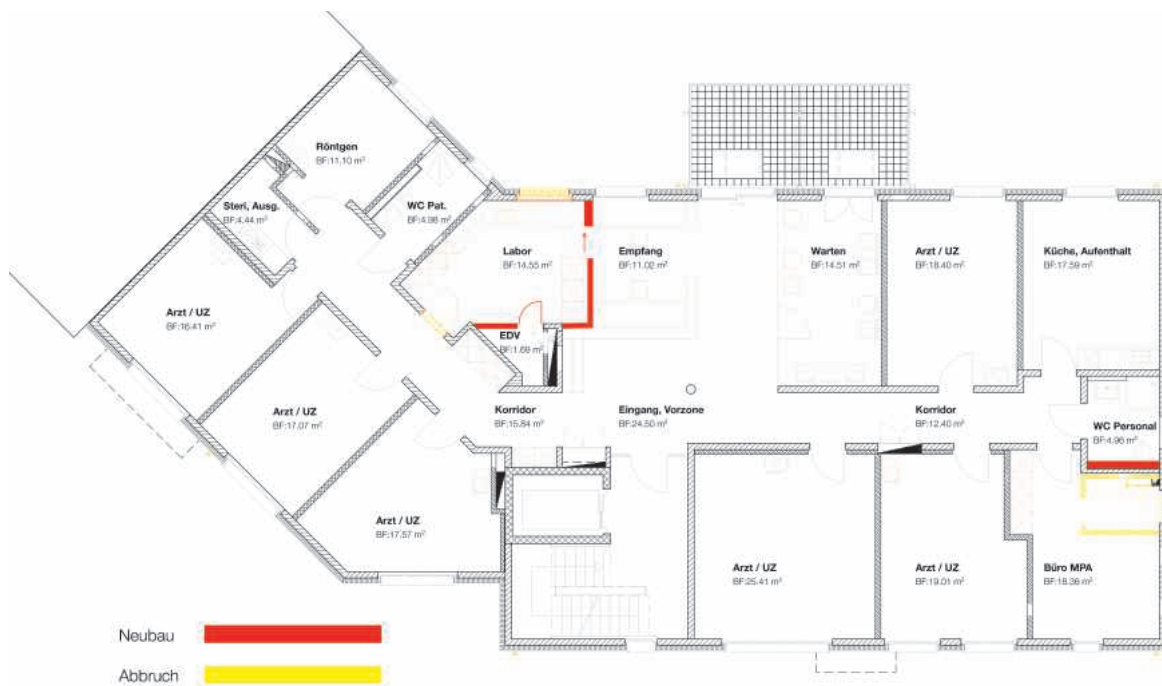 Röntgen
BF:11.10 m²
Steri, Ausg.
BF:4.44 m²
WC Pat.
BF:4.98 m²
Labor
BF:14.55 m²
Empfang
BF:11.02 m²
Warten
BF:14.51 m²
Arzt / UZ
BF:18.40 m²
Küche, Aufenthalt
BF:17.59 m²
Arzt / UZ
BF:16.41 m²
EDV
BF:1.69 m²
Arzt / UZ
BF:17.07 m²
Korridor
BF:15.84 m²
Eingang, Vorzone
BF:24.50 m²
Korridor
BF:12.40 m²
WC Personal
BF:4.96 m²
Arzt / UZ
BF:17.57 m²
Arzt / UZ
BF:25.41 m²
Arzt / UZ
BF:19.01 m²
Büro MPA
BF:18.36 m²
Neubau
Abbruch